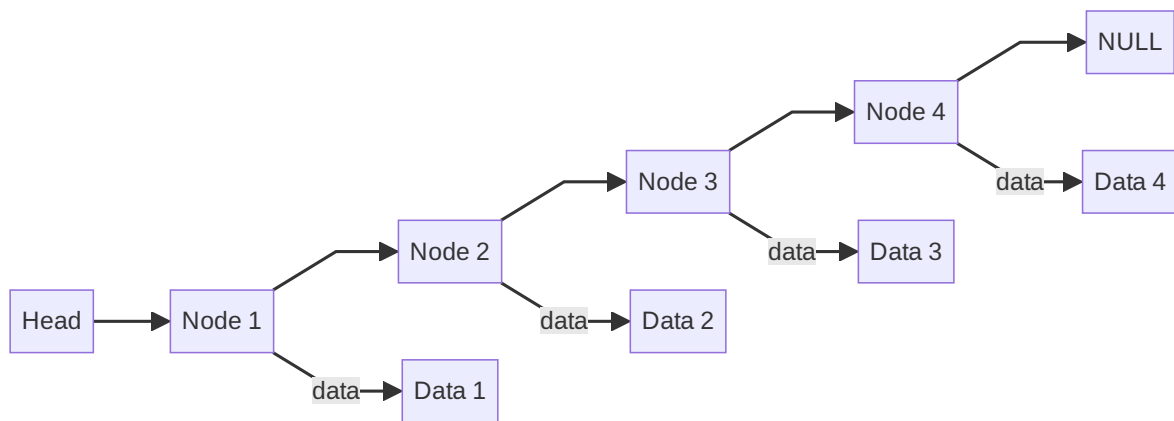 NULL
Node 4
Node 3
data
Data 4
Node 2
data
Data 3
Head
Node 1
data
Data 2
data
Data 1